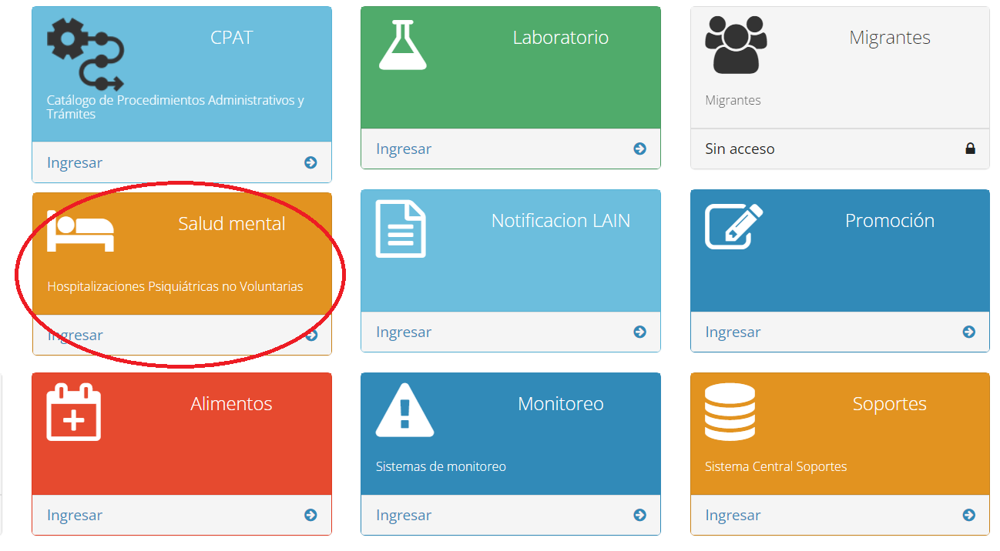 CPAT
Catálogo de Procedimientos Administrativos y
Trámites
Ingresar
Laboratorio
Ingresar
Migrantes
Migrantes
Sin acceso
Salud mental
Hospitalizaciones Psiquiátricas no Voluntarias
Ingresar
Notificacion LAIN
Ingresar
Promoción
Ingresar
Alimentos
Ingresar
Monitoreo
Sistemas de monitoreo
Ingresar
Soportes
Sistema Central Soportes
Ingresar